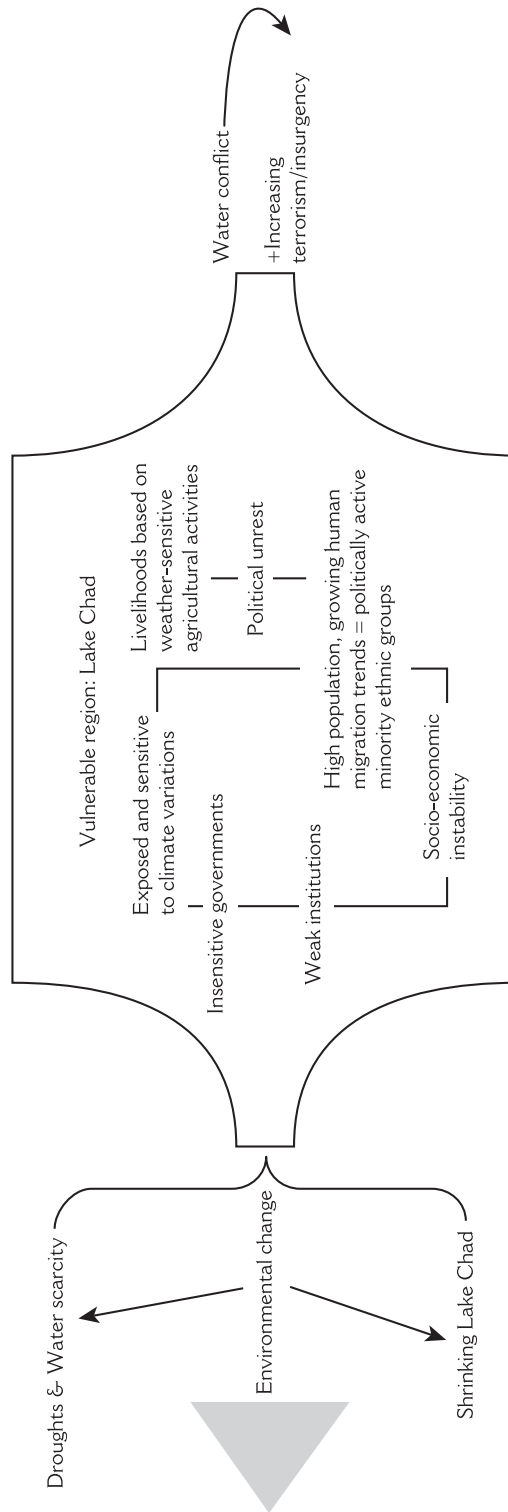 Droughts & Water scarcity
Environmental change
Shrinking Lake Chad
Vulnerable region: Lake Chad
Exposed and sensitive
to climate variations
Insensitive governments
Weak institutions
Socio-economic
instability
Livelihoods based on
weather-sensitive
agricultural activities
Political unrest
High population, growing human
migration trends = politically active
minority ethnic groups
Water conflict
+Increasing
terrorism/insurgency